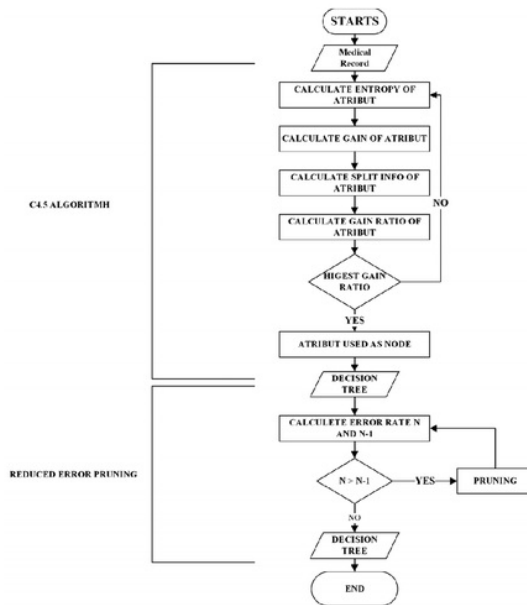 STARTS
Medical
Record
CALCULATE ENTROPY OF
ATRIBUT
CALCULATE GAIN OF ATRIBUT
CALCULATE SPLIT INFO OF
ATRIBUT
NO
C4.5 ALGORITMH
CALCULATE GAIN RATIO OF
ATRIBUT
HIGEST GAIN
RATIO
YES
ATRIBUT USED AS NODE
DECISION
TREE
CALCULETE ERROR RATE N
AND N-1
REDUCED ERROR PRUNING
N > N-1
YES
PRUNING
NO
DECISION
TREE
END